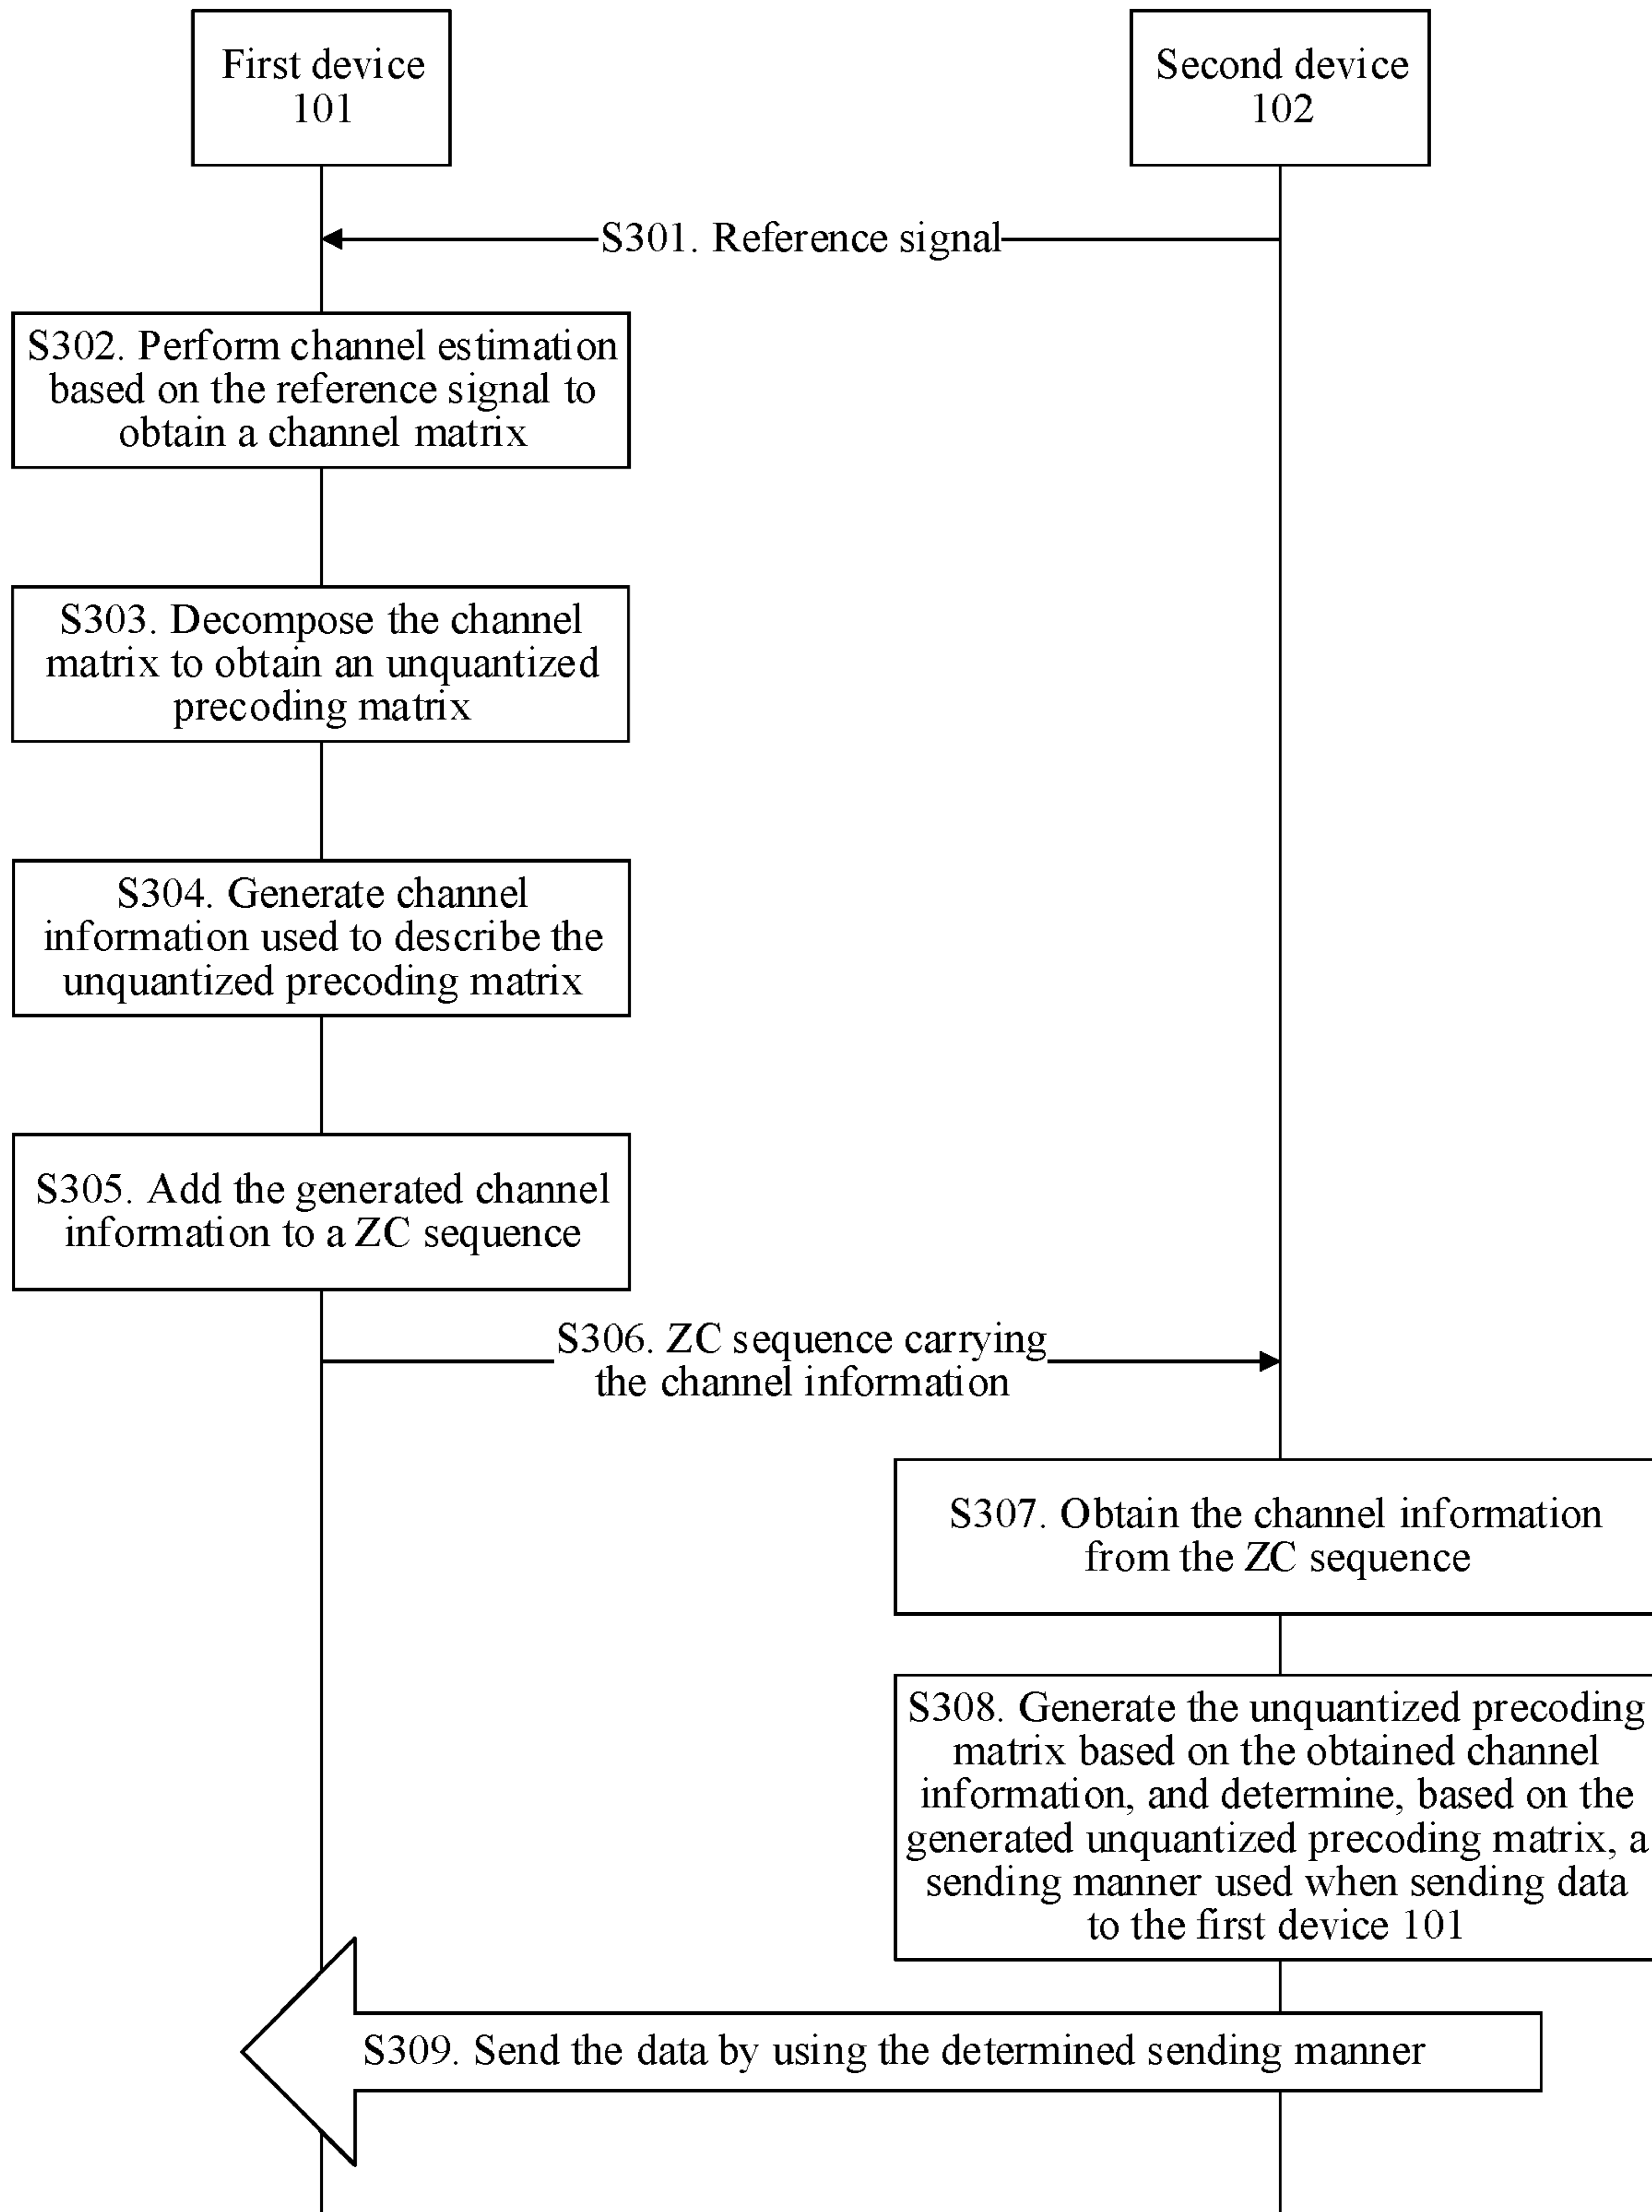 First device
101
Second device
102
S301. Reference signal
S302. Perform channel estimation
based on the reference signal to
obtain a channel matrix
S303. Decompose the channel
matrix to obtain an unquantized
precoding matrix
S304. Generate channel
information used to describe the
unquantized precoding matrix
S305. Add the generated channel
information to a ZC sequence
S306. ZC sequence carrying
the channel information
S307. Obtain the channel information
from the ZC sequence
S308. Generate the unquantized precoding
matrix based on the obtained channel
information, and determine, based on the
generated unquantized precoding matrix, a
sending manner used when sending data
to the first device 101
S309. Send the data by using the determined sending manner